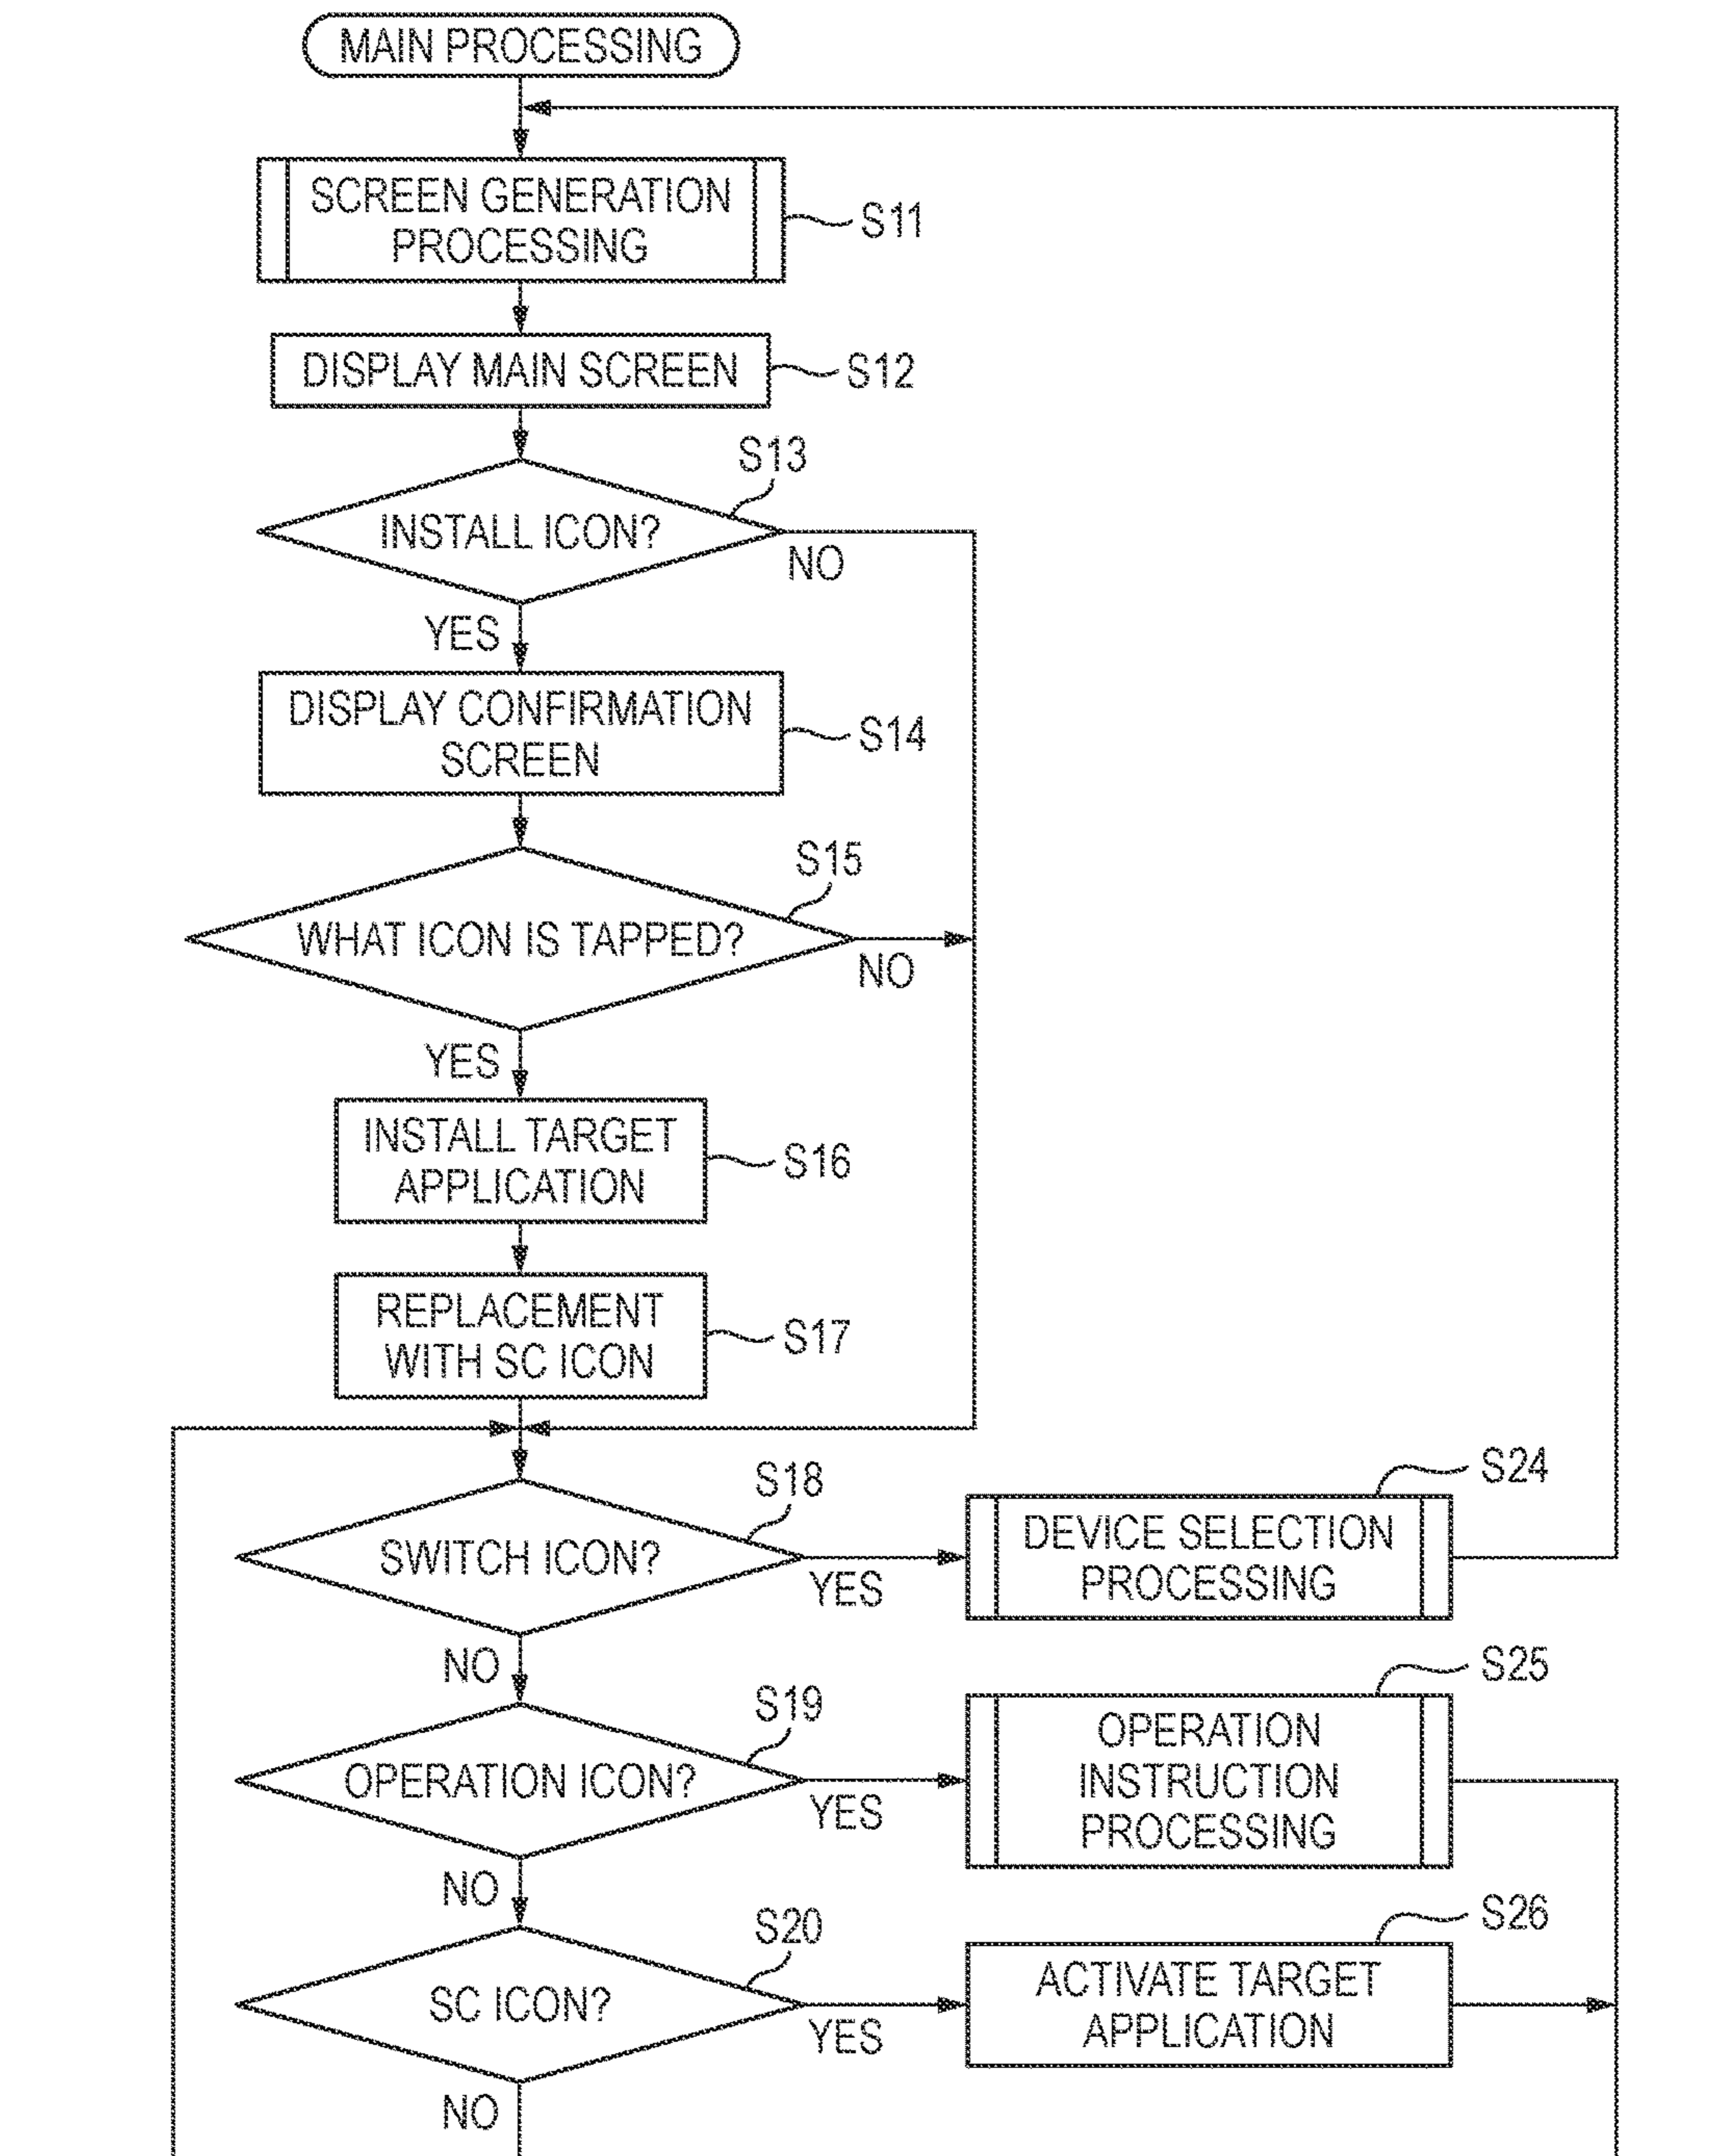 MAIN PROCESSING
SCREEN GENERATION
PROCESSING
S11
DISPLAY MAIN SCREEN
S12
S13
INSTALL ICON?
NO
YES
DISPLAY CONFIRMATION
SCREEN
S14
S15
WHAT ICON IS TAPPED?
NO
YES
INSTALL TARGET
APPLICATION
S16
REPLACEMENT
WITH SC ICON
S17
S18
SWITCH ICON?
YES
S24
DEVICE SELECTION
PROCESSING
NO
S19
OPERATION ICON?
YES
S25
OPERATION
INSTRUCTION
PROCESSING
NO
S20
SC ICON?
YES
S26
ACTIVATE TARGET
APPLICATION
NO